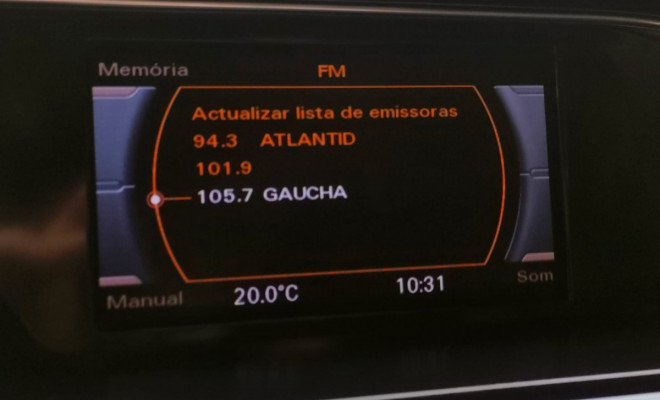 Memória FM
Actualizar lista de emissoras
94.3 ATLANTID
101.9
105.7 GAUCHA
Manual 20.0°C 10:31 Som